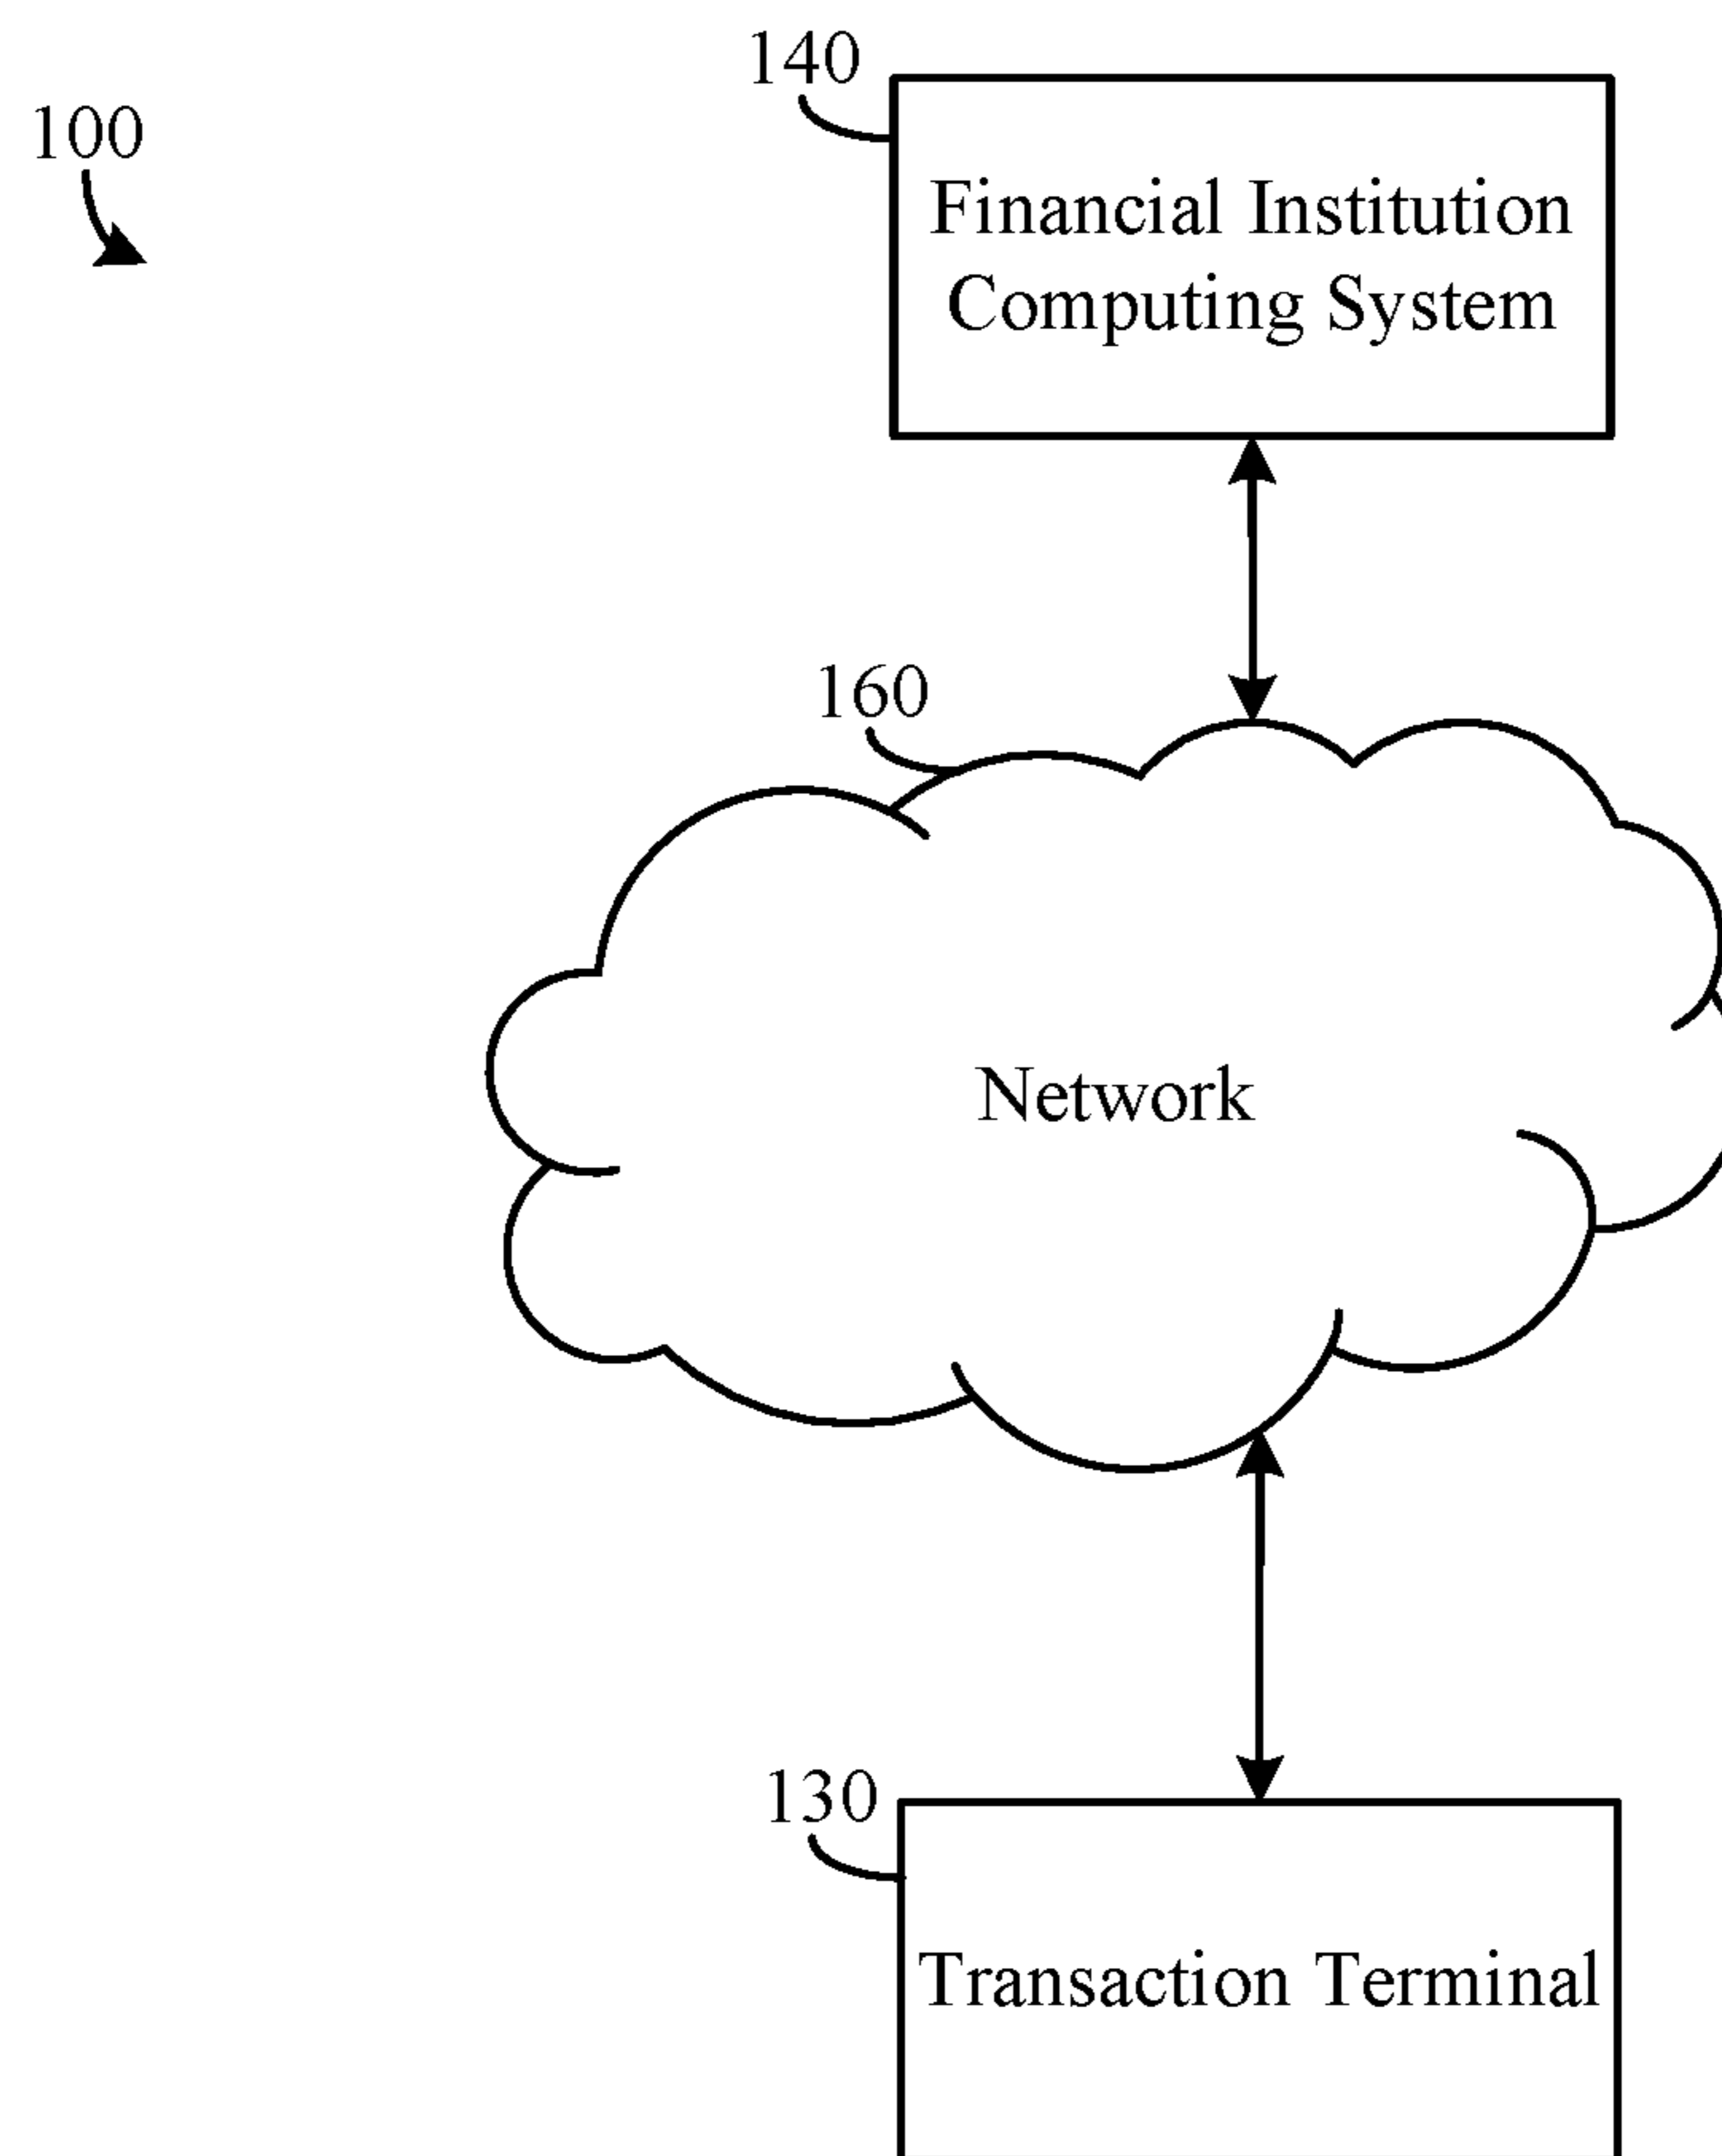 140
100
Financial Institution
Computing System
160
Network
130
Transaction Terminal